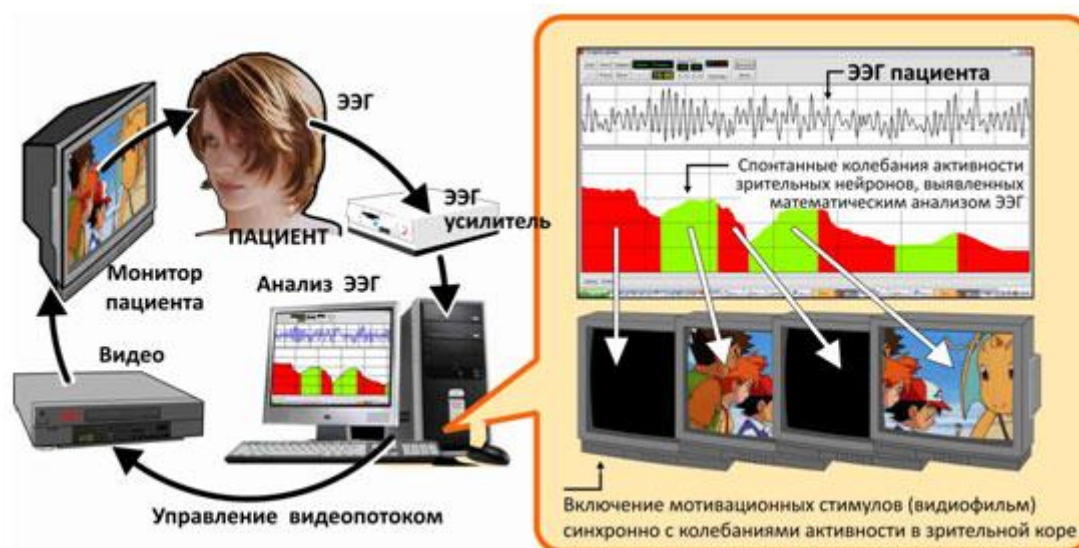 ЭЭГ
ПАЦИЕНТ
ЭЭГ
усилитель
Монитор
пациента
Анализ ЭЭГ
Видео
Управление видеопотоком
ЭЭГ пациента
Спонтанные колебания активности
зрительных нейронов, выявленных
математическим анализом ЭЭГ
Включение мотивационных стимулов (видиофильм)
синхронно с колебаниями активности в зрительной коре